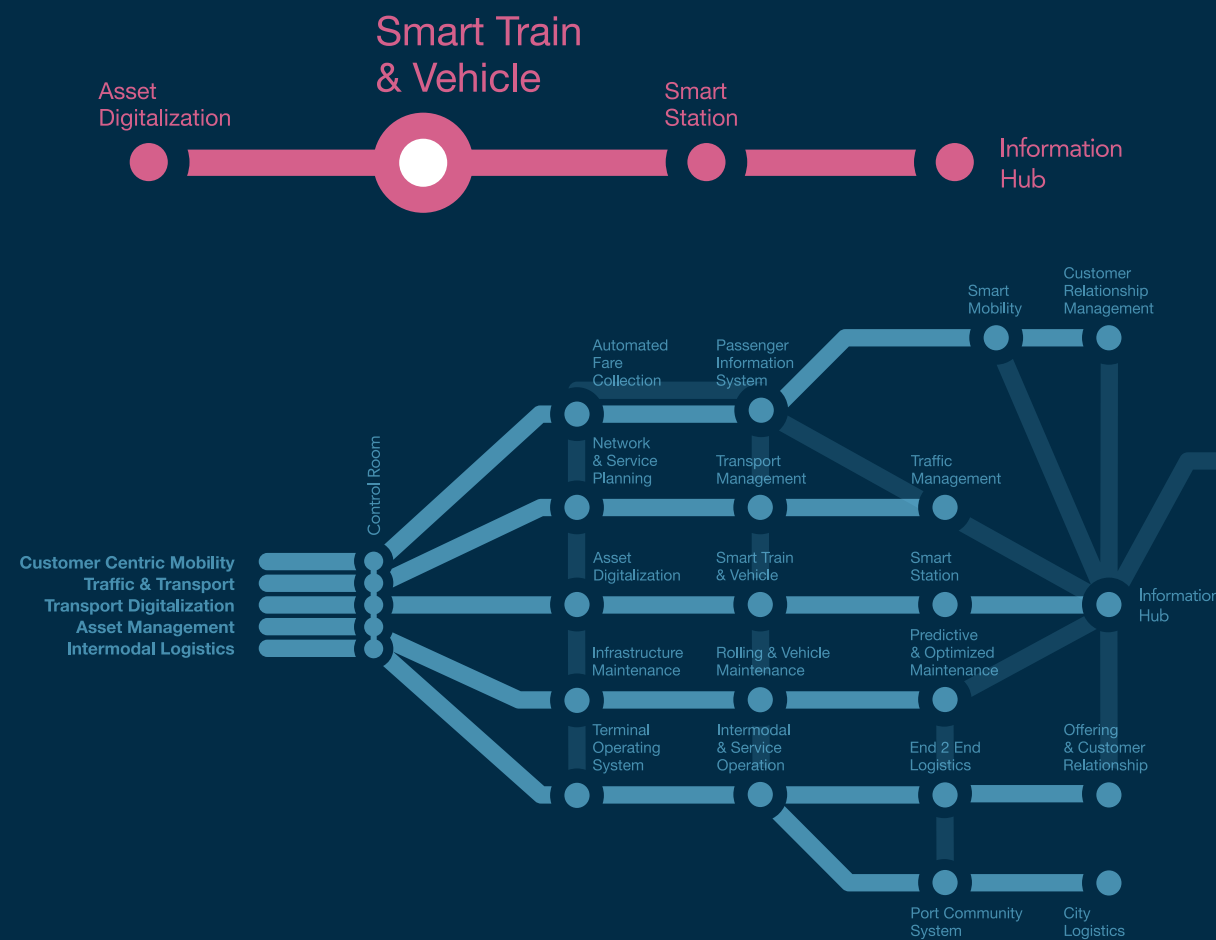 Smart Train
& Vehicle
Asset
Digitalization
Smart
Station
Information
Hub
Customer
Relationship
Management
Smart
Mobility
Automated
Fare
Collection
Passenger
Information
System
Control Room
Network
& Service
Planning
Transport
Management
Traffic
Management
Customer Centric Mobility
Traffic & Transport
Transport Digitalization
Asset Management
Intermodal Logistics
Asset
Digitalization
Smart Train
& Vehicle
Smart
Station
Information
Hub
Infrastructure
Maintenance
Rolling & Vehicle
Maintenance
Predictive
& Optimized
Maintenance
Terminal
Operating
System
Intermodal
& Service
Operation
End 2 End
Logistics
Offering
& Customer
Relationship
Port Community
System
City
Logistics